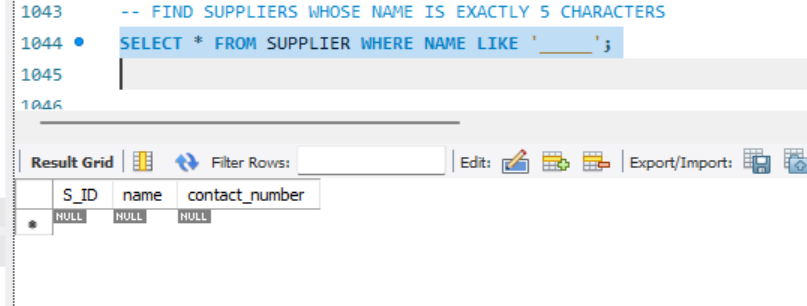 1043 -- FIND SUPPLIERS WHOSE NAME IS EXACTLY 5 CHARACTERS
1044 SELECT * FROM SUPPLIER WHERE NAME LIKE '_____';
1045
1046
Result Grid Filter Rows: Edit: Export/Import:
S_ID name contact_number
* NULL NULL NULL